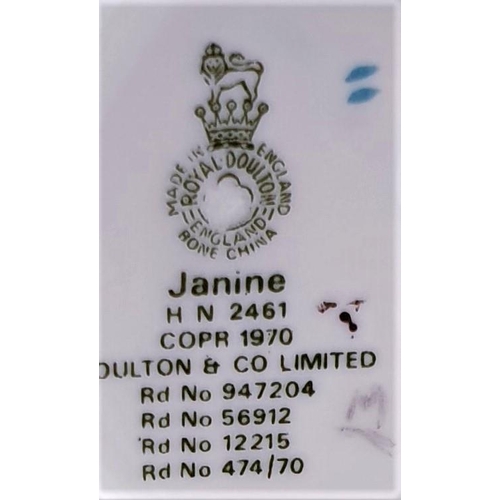 MADE IN ENGLAND
ROYAL DOULTON
ENGLAND
BONE CHINA
Janine
H N 2461
COPR 1970
OULTON & CO LIMITED
Rd No 947204
Rd No 56912
Rd No 12215
Rd No 474/70
M